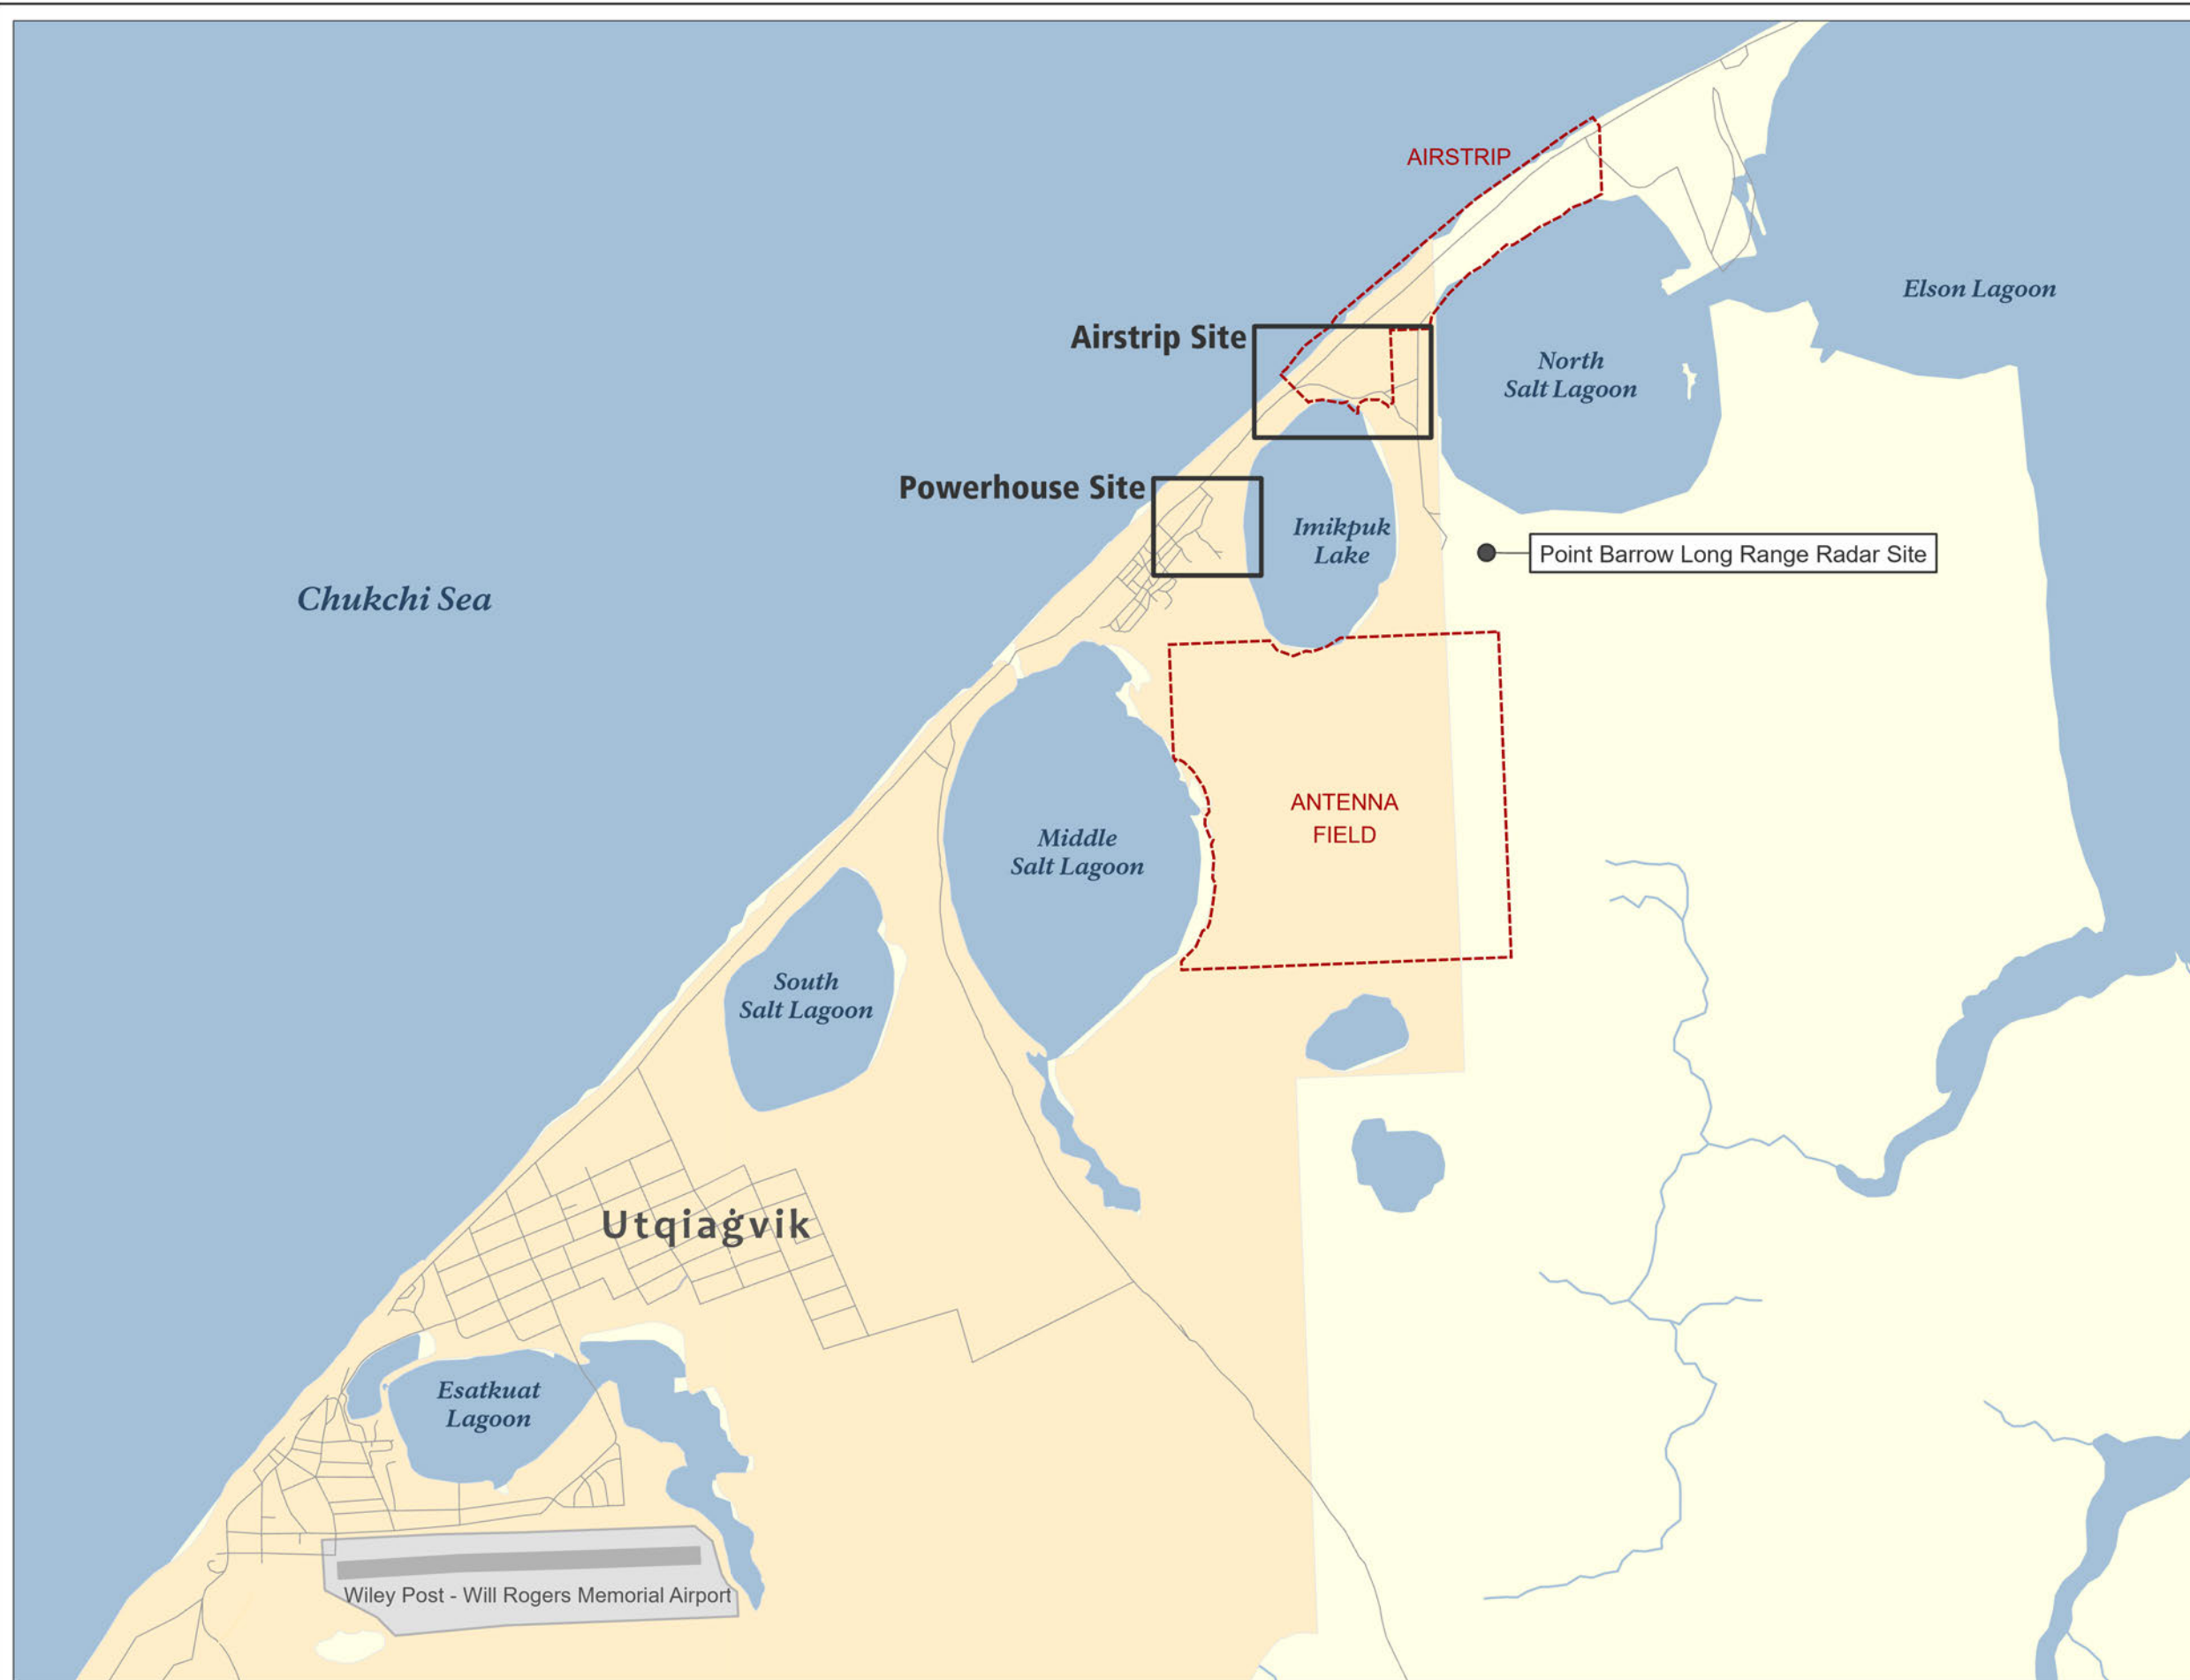 AIRSTRIP
Elson Lagoon
Airstrip Site
North
Salt Lagoon
Powerhouse Site
Imikpuk
Lake
Point Barrow Long Range Radar Site
Chukchi Sea
ANTENNA
FIELD
Middle
Salt Lagoon
South
Salt Lagoon
Utqiaġvik
Esatkuat
Lagoon
Wiley Post - Will Rogers Memorial Airport